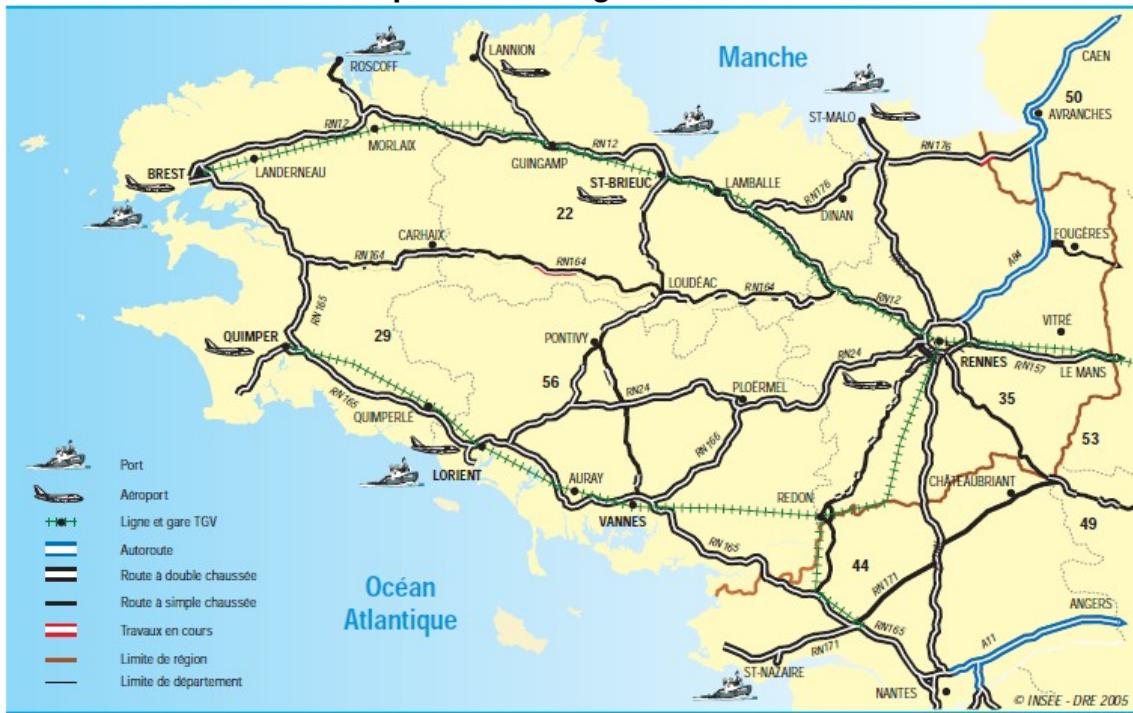 LANNION
ROSCOFF
Manche
CAEN
50
AVRANCHES
ST-MALO
RN12
MORLAIX
GUINGAMP
RN12
RN176
BREST
LANDERNEAU
ST-BRIEUC
LAMBALLE
RN176
DINAN
22
FOUGÈRES
CARHAIX
A84
RN164
RN164
LOUDÉAC
RN164
RN12
RN165
VITRÉ
QUIMPER
29
PONTIVY
RN24
RENNES
RN157
LE MANS
56
RN24
PLOËRMEL
35
RN165
QUIMPERLÉ
RN166
53
LORIENT
AURAY
REDON
CHÂTEAUBRIANT
VANNES
49
RN165
44
Océan
Atlantique
RN171
ANGERS
RN165
RN171
A11
ST-NAZAIRE
NANTES
Port
Aéroport
Ligne et gare TGV
Autoroute
Route à double chaussée
Route à simple chaussée
Travaux en cours
Limite de région
Limite de département
© INSEE - DRE 2005